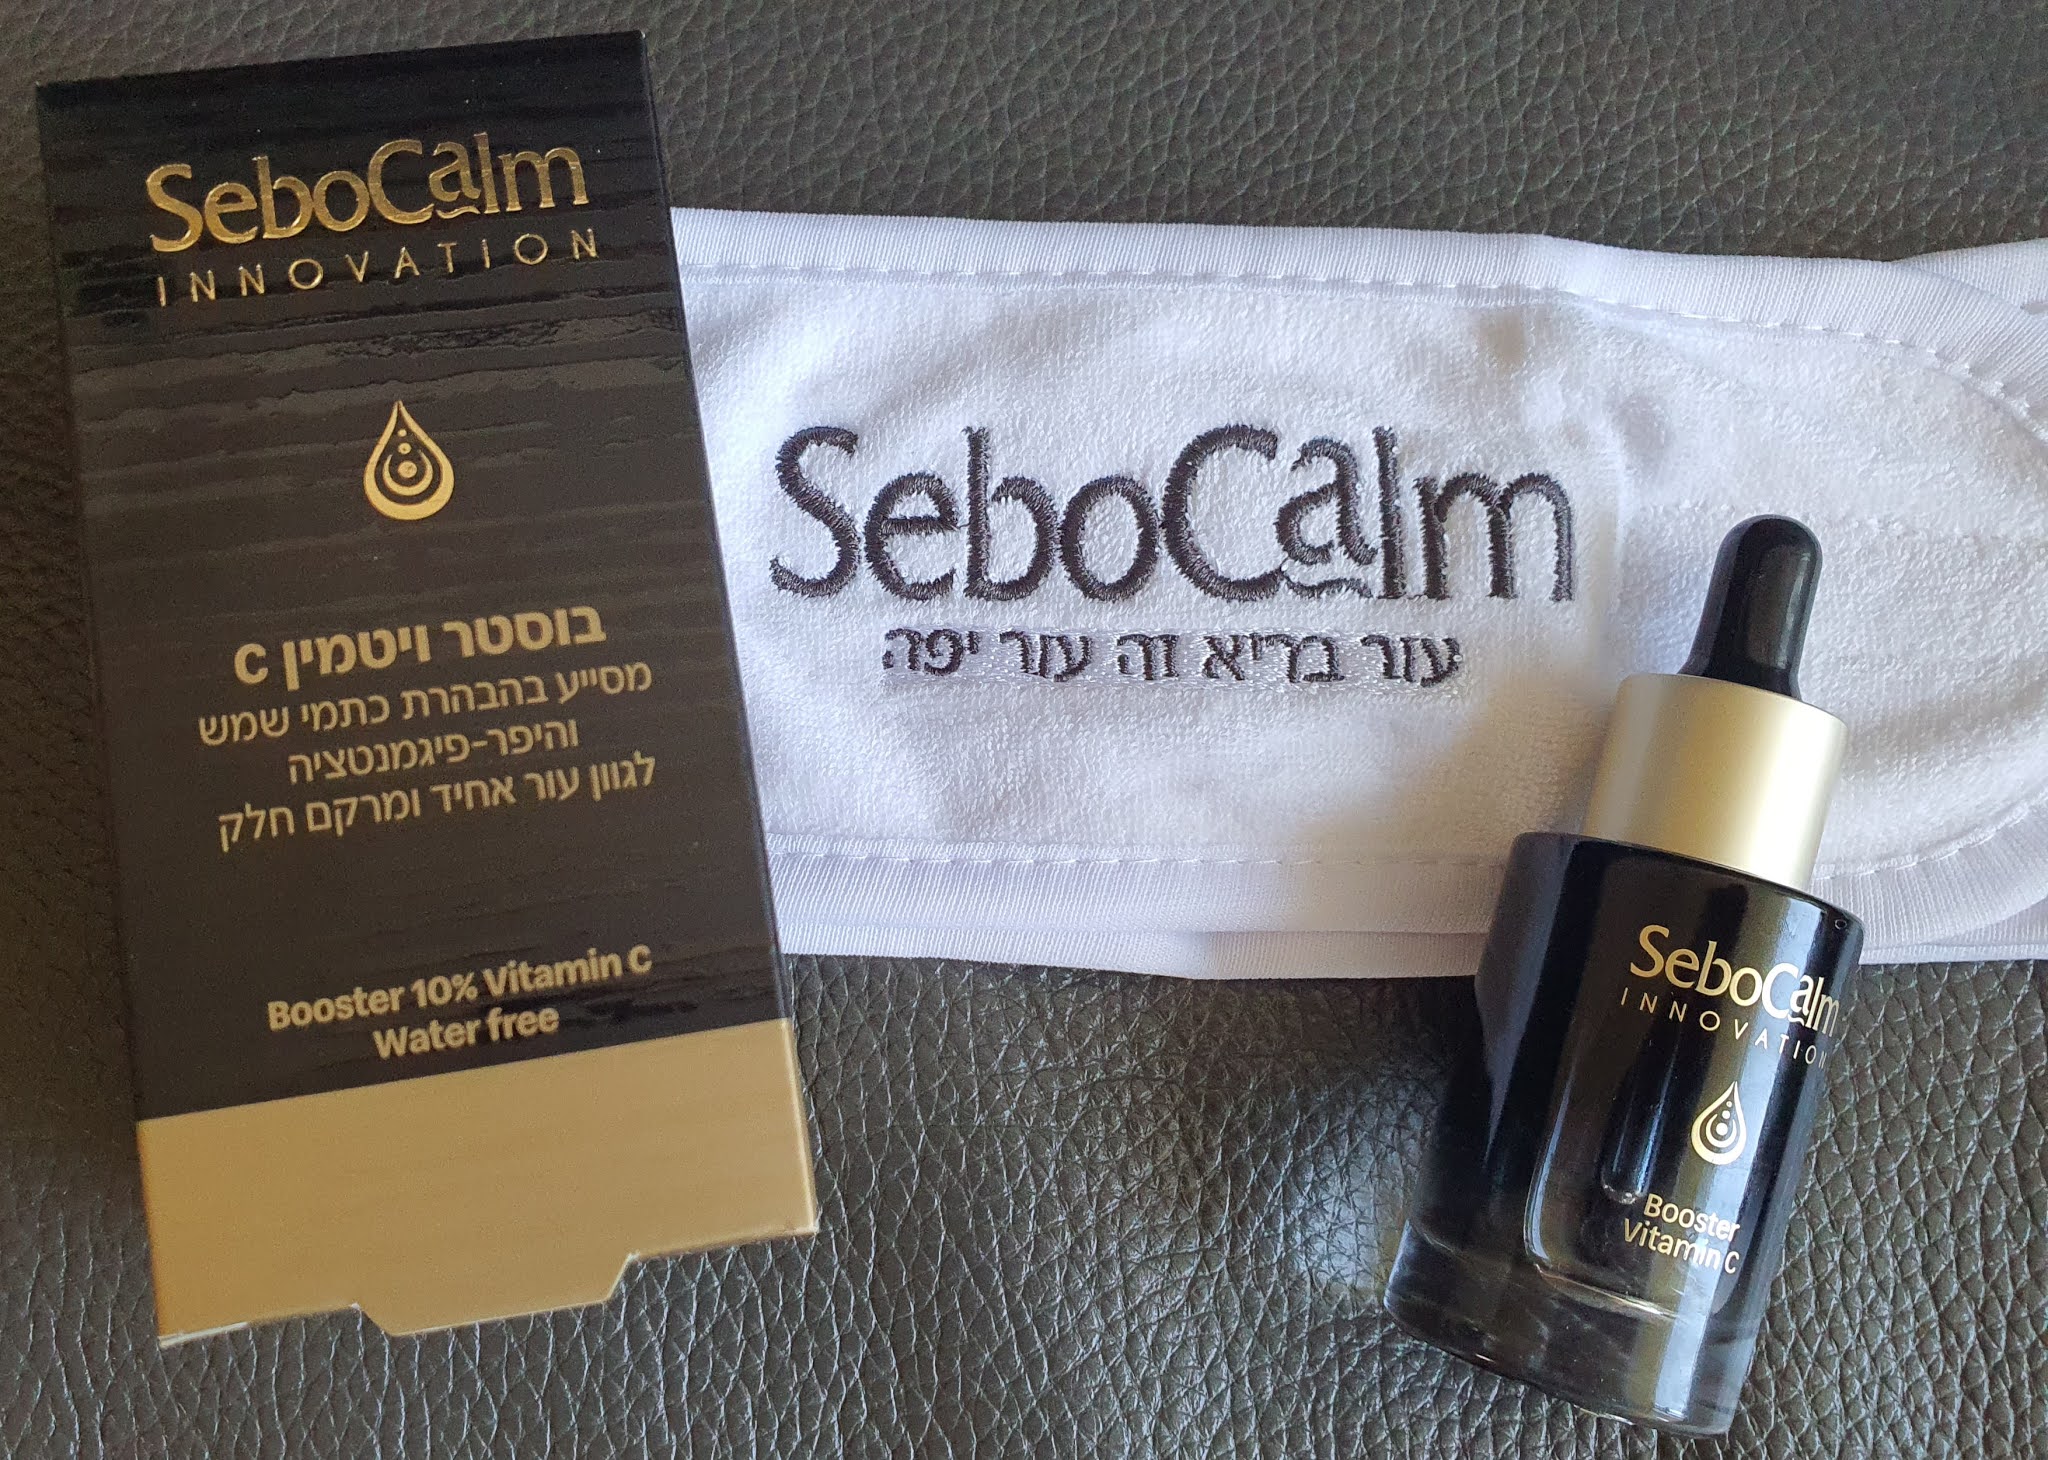 SeboCalm
INNOVATION
בוסטר ויטמין C
מסייע בהבהרת כתמי שמש
והיפר-פיגמנטציה
לגוון עור אחיד ומרקם חלק
Booster 10% Vitamin C
Water free
SeboCalm
עור בריא זה עור יפה
SeboCalm
INNOVATION
Booster
Vitamin C